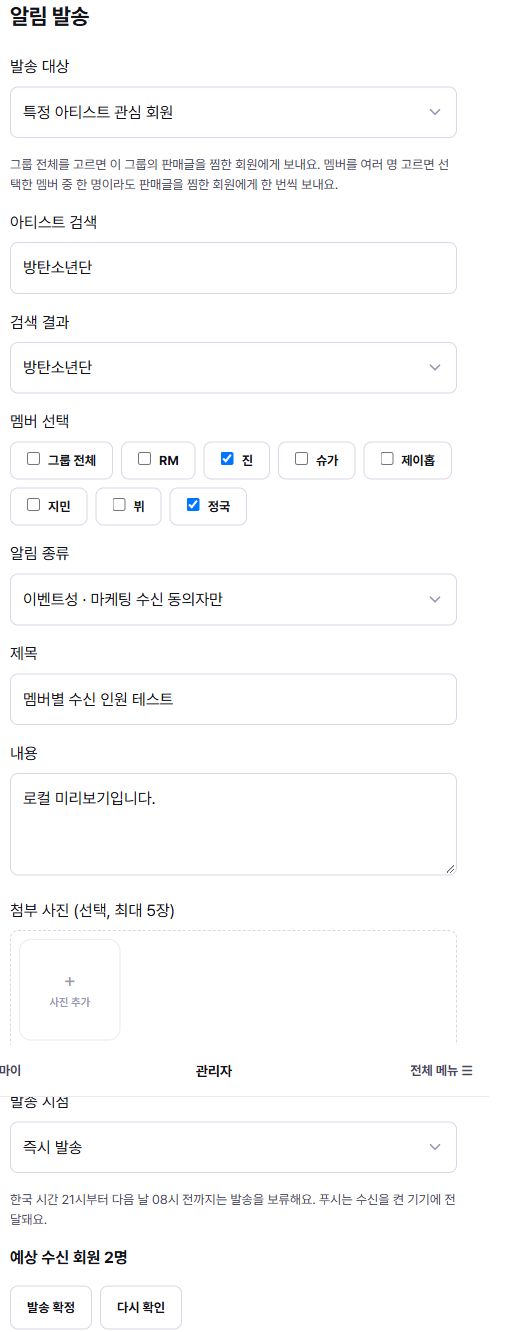 알림 발송
발송 대상
특정 아티스트 관심 회원
그룹 전체를 고르면 이 그룹의 판매글을 찜한 회원에게 보내요. 멤버를 여러 명 고르면 선
택한 멤버 중 한 명이라도 판매글을 찜한 회원에게 한 번씩 보내요.
아티스트 검색
방탄소년단
검색 결과
방탄소년단
멤버 선택
그룹 전체
RM
진
슈가
제이홉
지민
뷔
정국
알림 종류
이벤트성 · 마케팅 수신 동의자만
제목
멤버별 수신 인원 테스트
내용
로컬 미리보기입니다.
첨부 사진 (선택, 최대 5장)
+
사진 추가
마이
관리자
전체 메뉴 ☰
발송 시점
즉시 발송
한국 시간 21시부터 다음 날 08시 전까지는 발송을 보류해요. 푸시는 수신을 켠 기기에 전
달돼요.
예상 수신 회원 2명
발송 확정
다시 확인